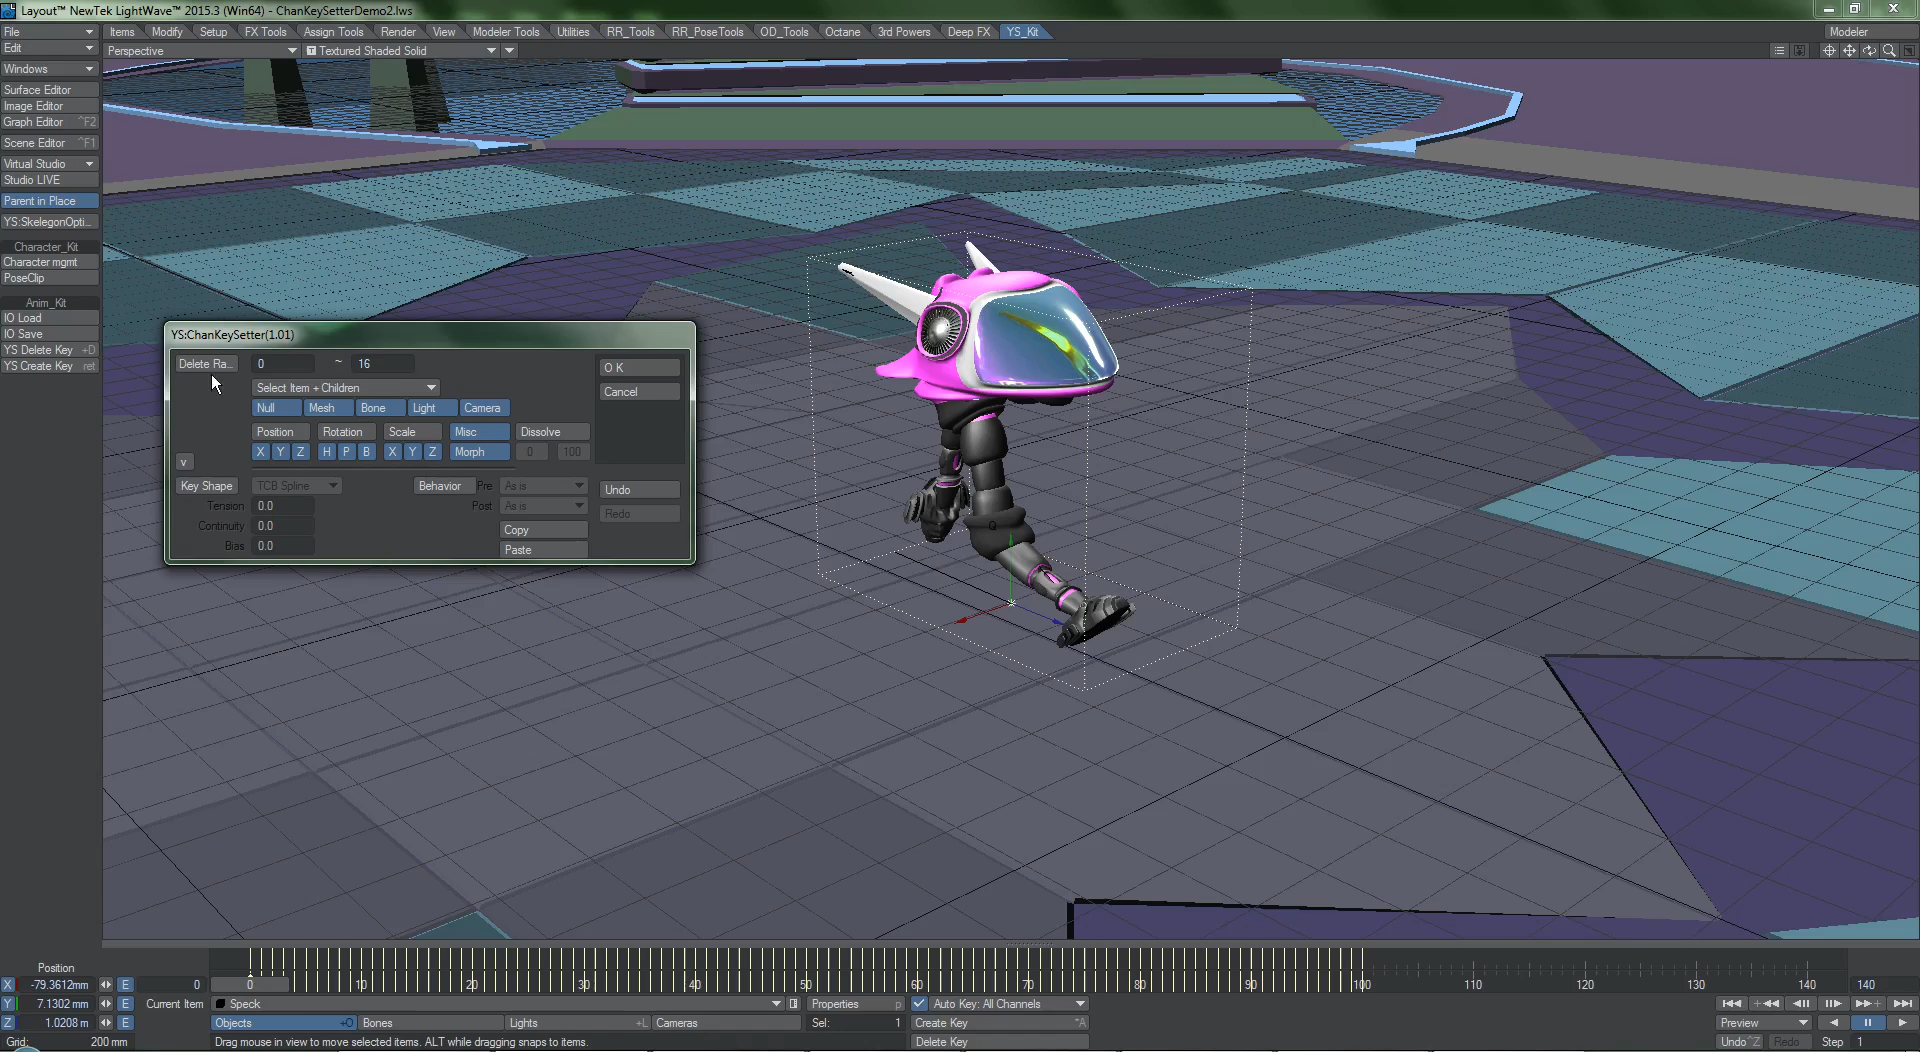 Layout™ NewTek LightWave™ 2015.3 (Win64) - ChanKeySetterDemo2.lws
File Items Modify Setup FX Tools Assign Tools Render View Modeler Tools Utilities RR_Tools RR_PoseTools OD_Tools Octane 3rd Powers Deep FX YS_Kit Modeler
Edit Perspective T Textured Shaded Solid
Windows
Surface Editor
Image Editor
Graph Editor ^F2
Scene Editor ^F1
Virtual Studio
Studio LIVE
Parent in Place
YS:SkelegonOpti...
Character_Kit
Character mgmt
PoseClip
Anim_Kit
IO Load
IO Save
YS Delete Key +D
YS Create Key ret
YS:ChanKeySetter(1.01)
Delete Ra... 0 ~ 16 O K
Select Item + Children Cancel
Null Mesh Bone Light Camera
Position Rotation Scale Misc Dissolve
X Y Z H P B X Y Z Morph 0 100
v
Key Shape TCB Spline Behavior Pre As is Undo
Tension 0.0 Post As is Redo
Continuity 0.0 Copy
Bias 0.0 Paste
Position
X -79.3612mm E 0 0 10 20 30 40 50 60 70 80 90 100 110 120 130 140 140
Y 7.1302 mm E Current Item Speck Properties p Auto Key: All Channels
Z 1.0208 m E Objects +O Bones Lights +L Cameras Sel: 1 Create Key ^A Preview
Grid: 200 mm Drag mouse in view to move selected items. ALT while dragging snaps to items. Delete Key Undo ^Z Redo Step 1